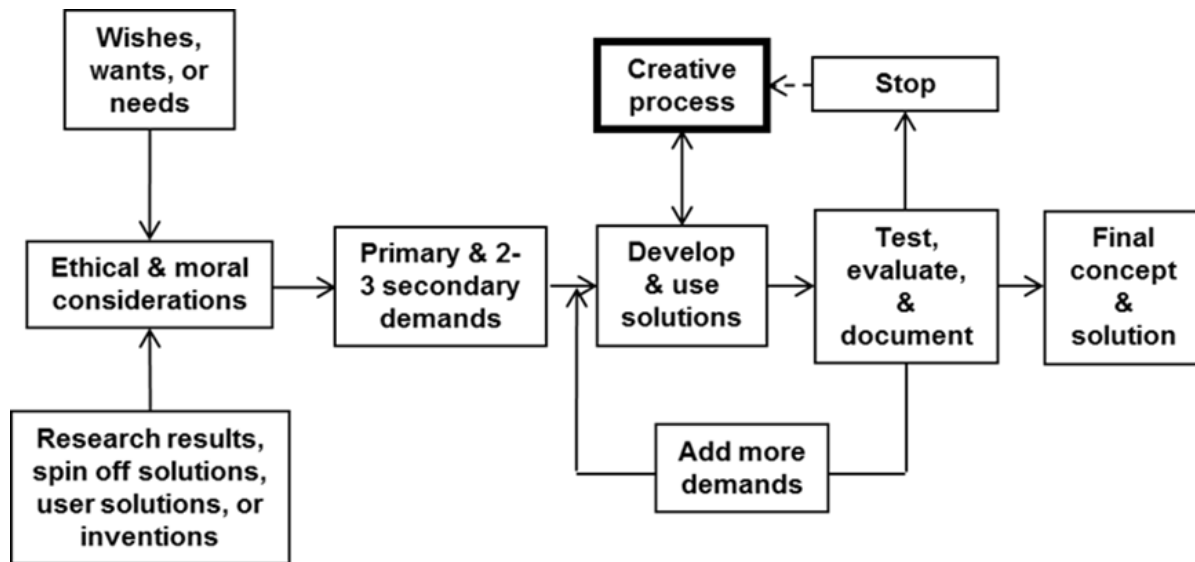 Wishes,
wants, or
needs
Creative
process
Stop
Ethical & moral
considerations
Primary & 2-
3 secondary
demands
Develop
& use
solutions
Test,
evaluate,
&
document
Final
concept
&
solution
Research results,
spin off solutions,
user solutions, or
inventions
Add more
demands